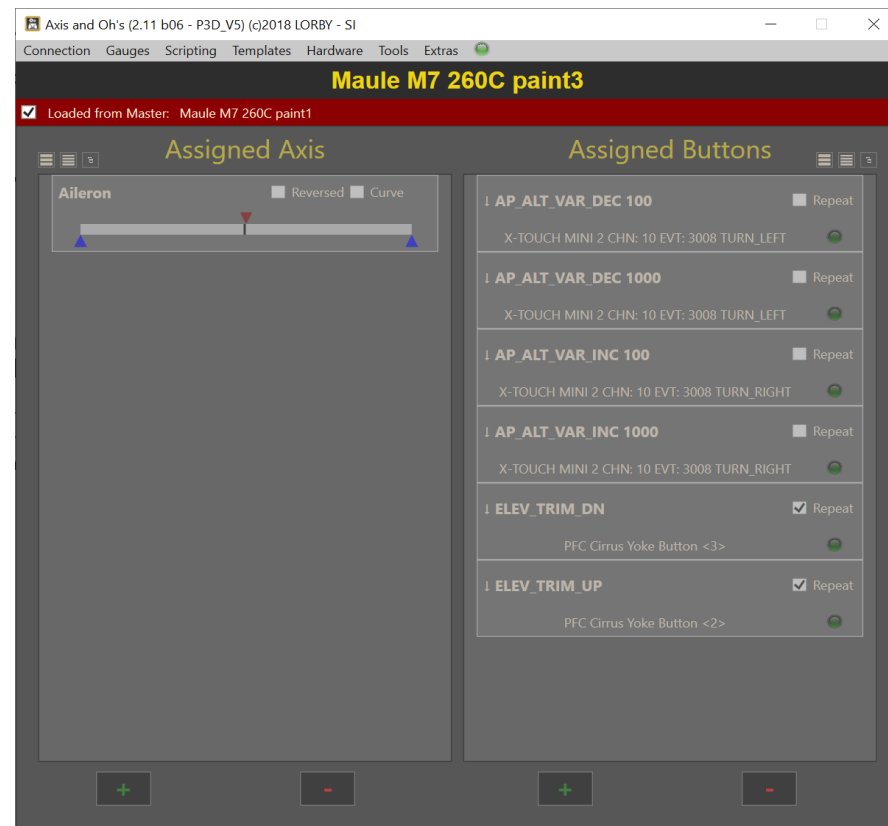 Axis and Oh's (2.11 b06 - P3D_V5) (c)2018 LORBY - SI
Connection Gauges Scripting Templates Hardware Tools Extras
Maule M7 260C paint3
Loaded from Master: Maule M7 260C paint1
Assigned Axis
Aileron Reversed Curve
Assigned Buttons
↓ AP_ALT_VAR_DEC 100 Repeat
X-TOUCH MINI 2 CHN: 10 EVT: 3008 TURN_LEFT
↓ AP_ALT_VAR_DEC 1000 Repeat
X-TOUCH MINI 2 CHN: 10 EVT: 3008 TURN_LEFT
↓ AP_ALT_VAR_INC 100 Repeat
X-TOUCH MINI 2 CHN: 10 EVT: 3008 TURN_RIGHT
↓ AP_ALT_VAR_INC 1000 Repeat
X-TOUCH MINI 2 CHN: 10 EVT: 3008 TURN_RIGHT
↓ ELEV_TRIM_DN Repeat
PFC Cirrus Yoke Button <3>
↓ ELEV_TRIM_UP Repeat
PFC Cirrus Yoke Button <2>
+ - + -